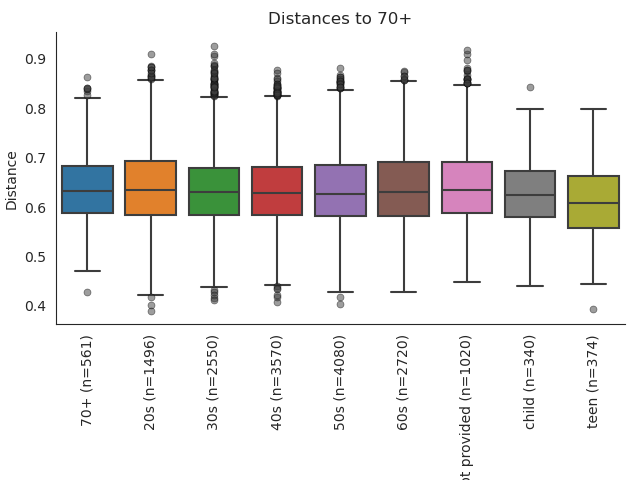 Distances to 70+
Distance
0.9
0.8
0.7
0.6
0.5
0.4
70+ (n=561)
20s (n=1496)
30s (n=2550)
40s (n=3570)
50s (n=4080)
60s (n=2720)
provided (n=1020)
child (n=340)
teen (n=374)